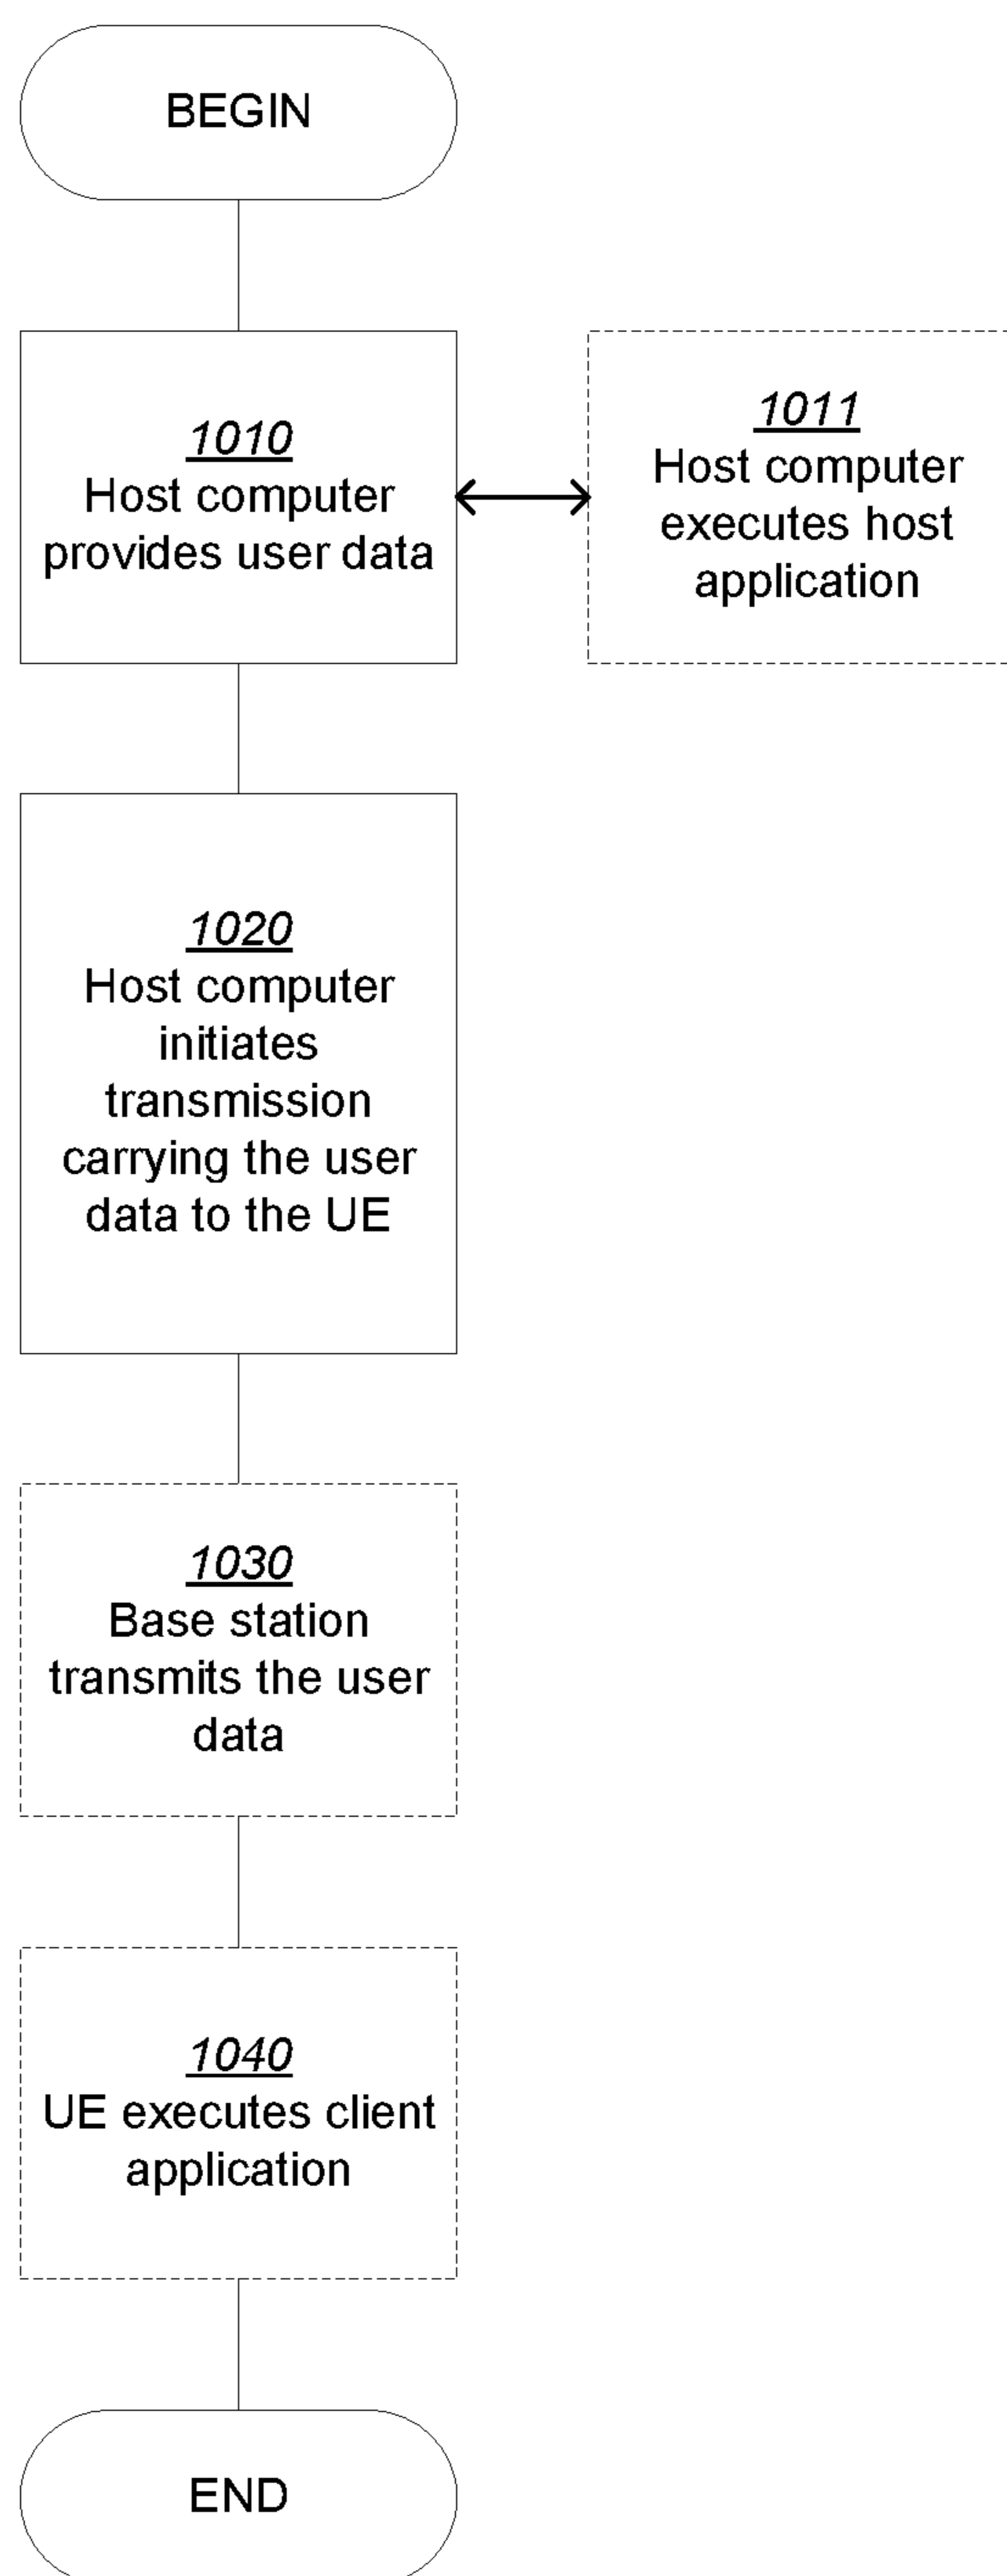 BEGIN
1010
Host computer
provides user data
1011
Host computer
executes host
application
1020
Host computer
initiates
transmission
carrying the user
data to the UE
1030
Base station
transmits the user
data
1040
UE executes client
application
END